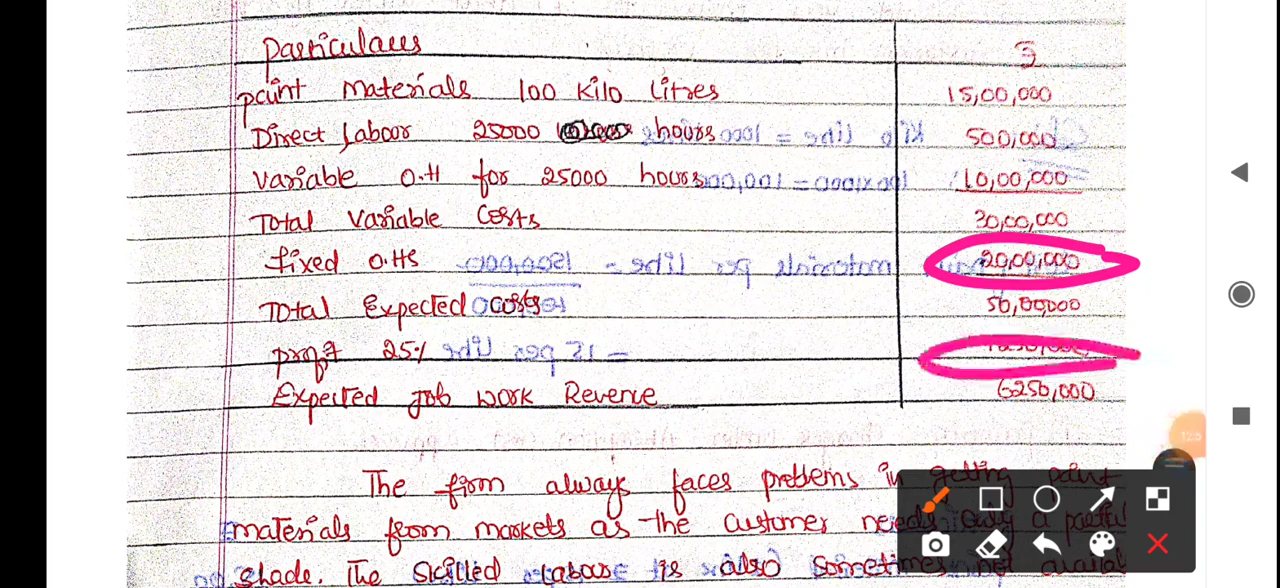 Particulars ₹
paint materials 100 Kilo Litres 15,00,000
Direct labor 25000 hours 500,000
variable o.H for 25000 hours 10,00,000
Total variable costs 30,00,000
fixed o.Hs 20,00,000
Total Expected costs 50,00,000
profit 25%
Expected Job work Revenue 6250,000
The firm always faces problems in getting paint
materials from markets as the customer needs only a
shade. The skilled labour is also sometimes not